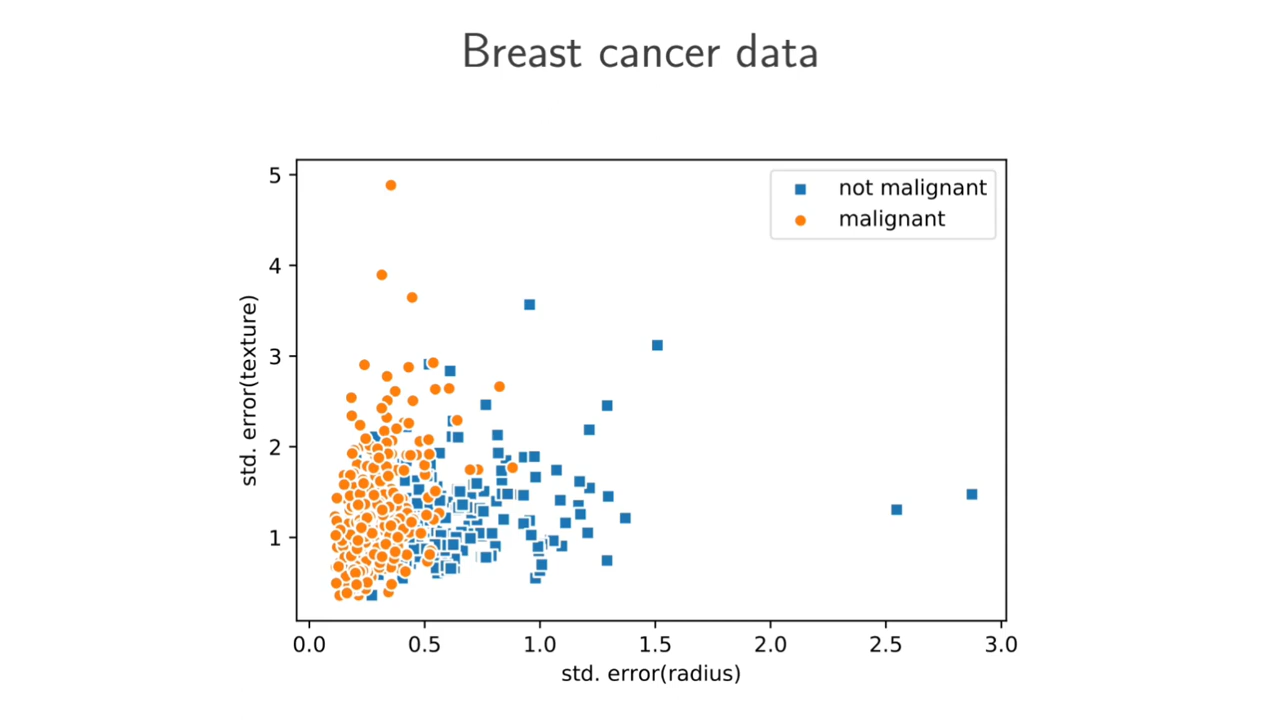 Breast cancer data
not malignant
malignant
5
4
3
2
1
std. error(texture)
0.0 0.5 1.0 1.5 2.0 2.5 3.0
std. error(radius)